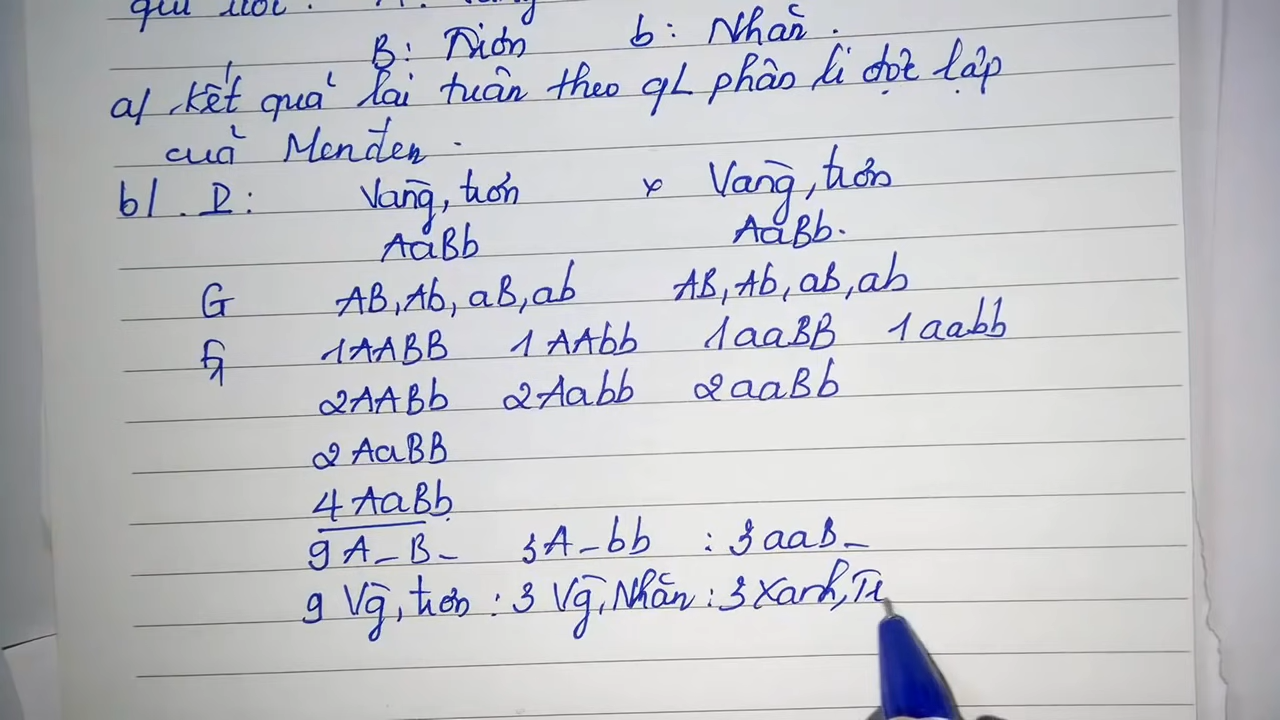 B: Trơn b: Nhăn.
a/ Kết quả lai tuân theo qL phân li độc lập
của Menđen.
b/. P: Vàng, trơn x Vàng, trơn
AaBb AaBb.
G AB, Ab, aB, ab AB, Ab, aB, ab
F1 1AABB 1AAbb 1aaBB 1aabb
2AABb 2Aabb 2aaBb
2AaBB
4AaBb
9A_B_ 3A_bb : 3aaB_
9 Vg̀, trơn : 3 Vg̀, Nhăn : 3 Xanh, Tr